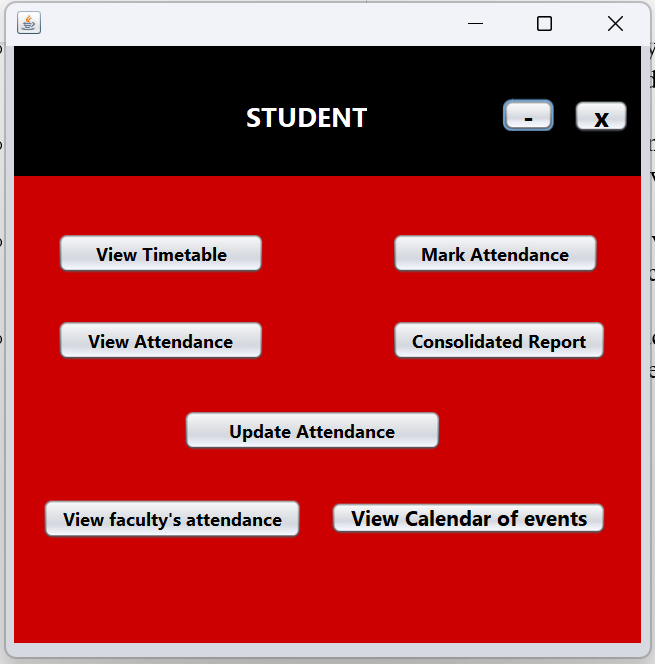 STUDENT
-
x
View Timetable
Mark Attendance
View Attendance
Consolidated Report
Update Attendance
View faculty's attendance
View Calendar of events